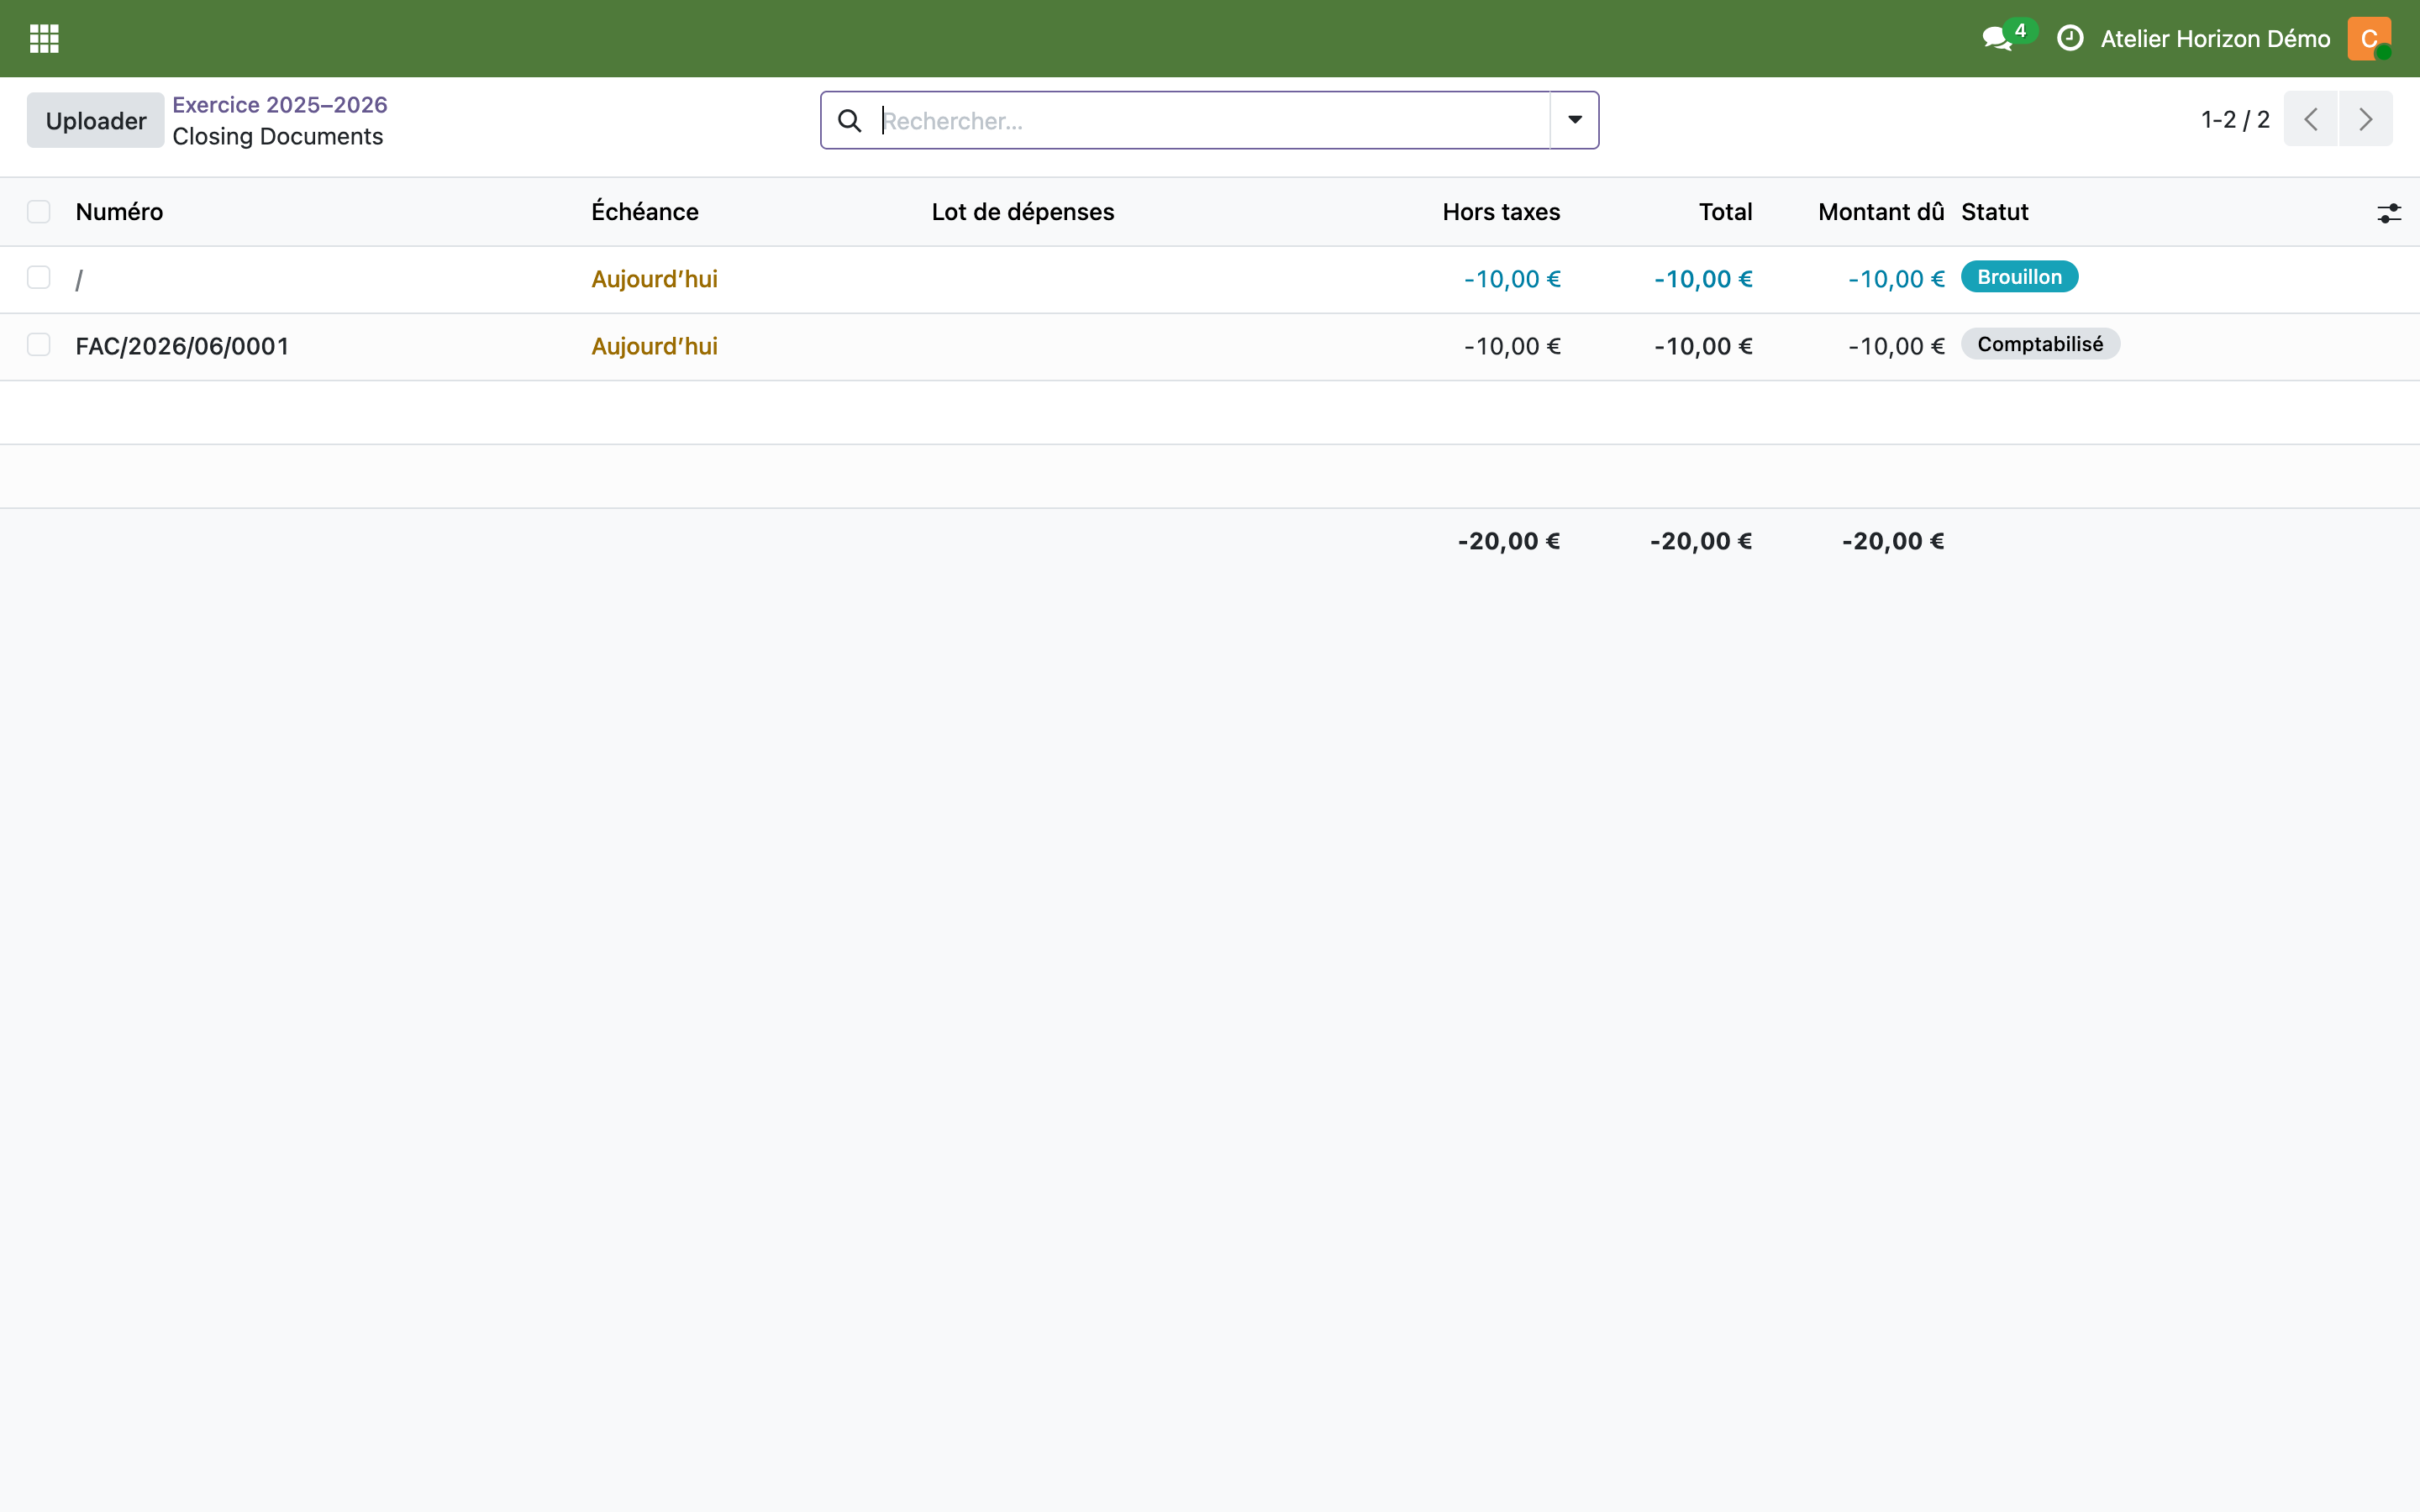 4
Atelier Horizon Démo
C
Uploader
Exercice 2025–2026
Closing Documents
Rechercher...
1-2 / 2
Numéro Échéance Lot de dépenses Hors taxes Total Montant dû Statut
/ Aujourd’hui -10,00 € -10,00 € -10,00 € Brouillon
FAC/2026/06/0001 Aujourd’hui -10,00 € -10,00 € -10,00 € Comptabilisé
-20,00 € -20,00 € -20,00 €